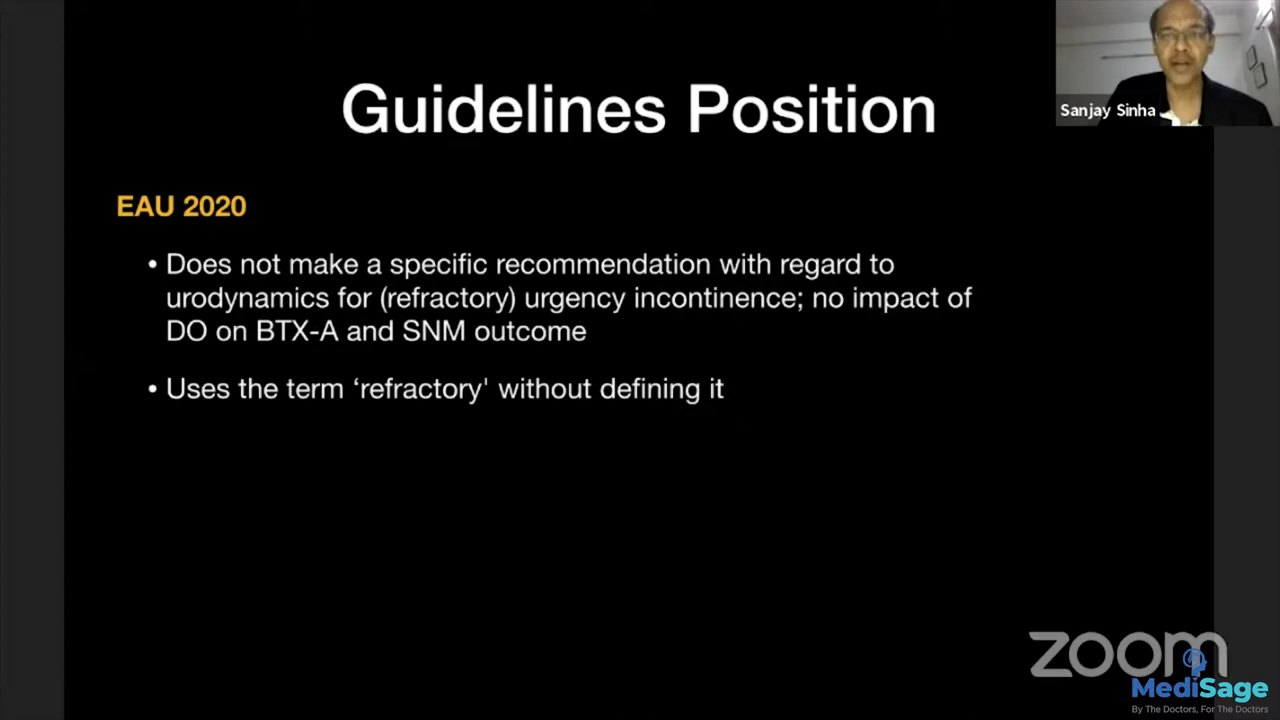 Guidelines Position
Sanjay Sinha
EAU 2020
• Does not make a specific recommendation with regard to
urodynamics for (refractory) urgency incontinence; no impact of
DO on BTX-A and SNM outcome
• Uses the term ‘refractory' without defining it
zoom
MediSage
By The Doctors, For The Doctors